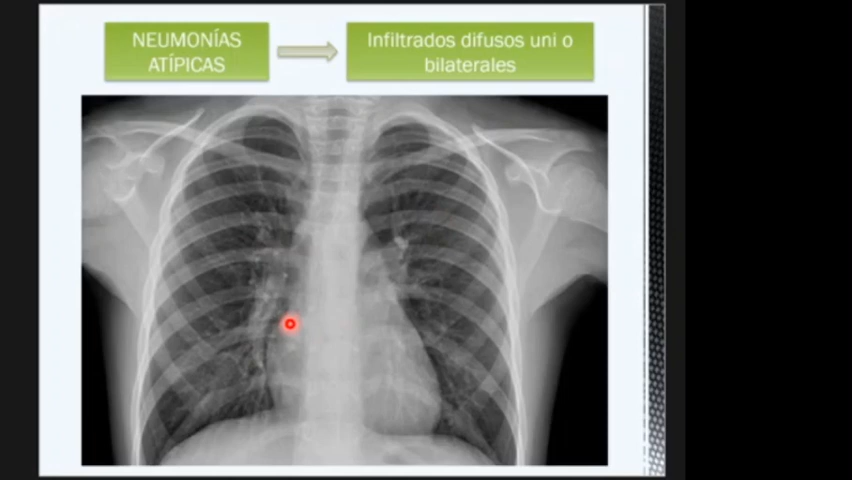 NEUMONÍAS
ATÍPICAS
Infiltrados difusos uni o
bilaterales